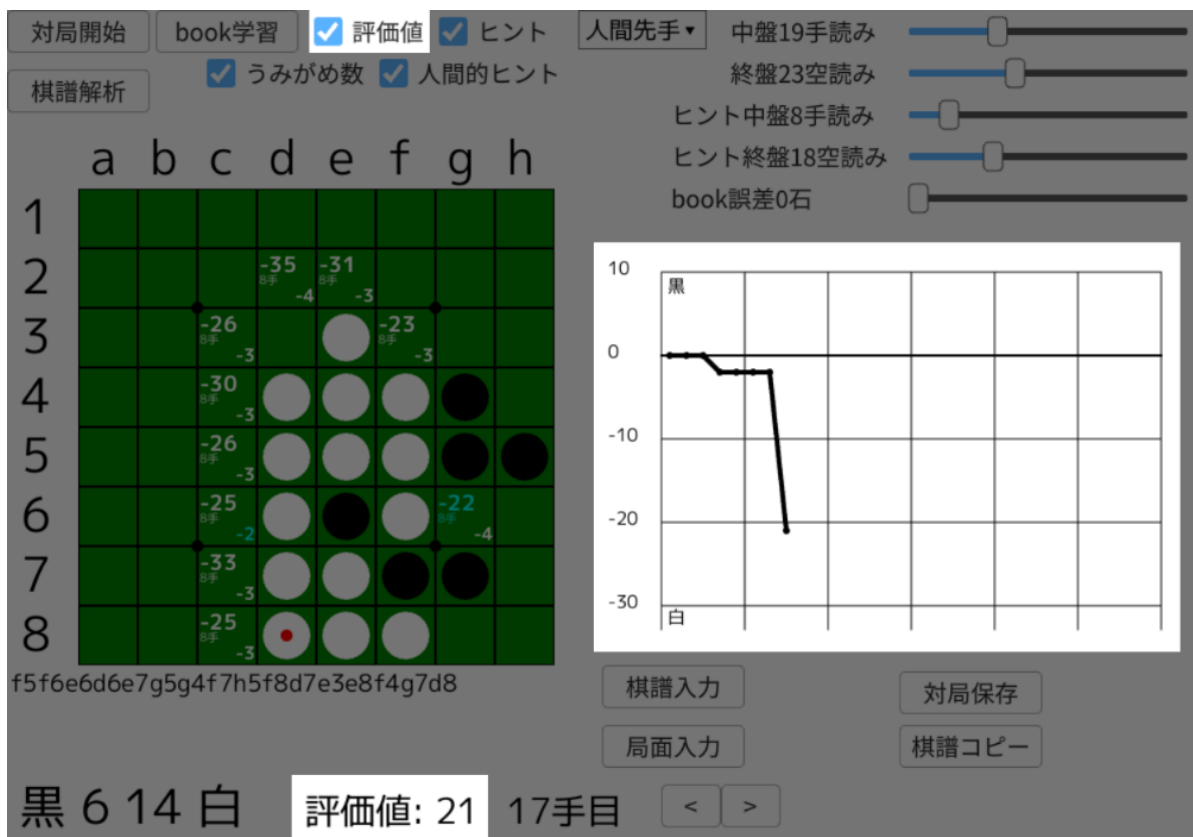 対局開始 book学習 評価値 ヒント 人間先手▾ 中盤19手読み
うみがめ数 人間的ヒント 終盤23空読み
棋譜解析 ヒント中盤8手読み
ヒント終盤18空読み
book誤差0石
a b c d e f g h
1
2 -35 8手 -4 -31 8手 -3
3 -26 8手 -3 -23 8手 -3
4 -30 8手 -3
5 -26 8手 -3
6 -25 8手 -2 -22 8手 -4
7 -33 8手 -3
8 -25 8手 -3
10
黒
0
-10
-20
-30
白
f5f6e6d6e7g5g4f7h5f8d7e3e8f4g7d8
棋譜入力 対局保存
局面入力 棋譜コピー
黒 6 14 白 評価値: 21 17手目 < >